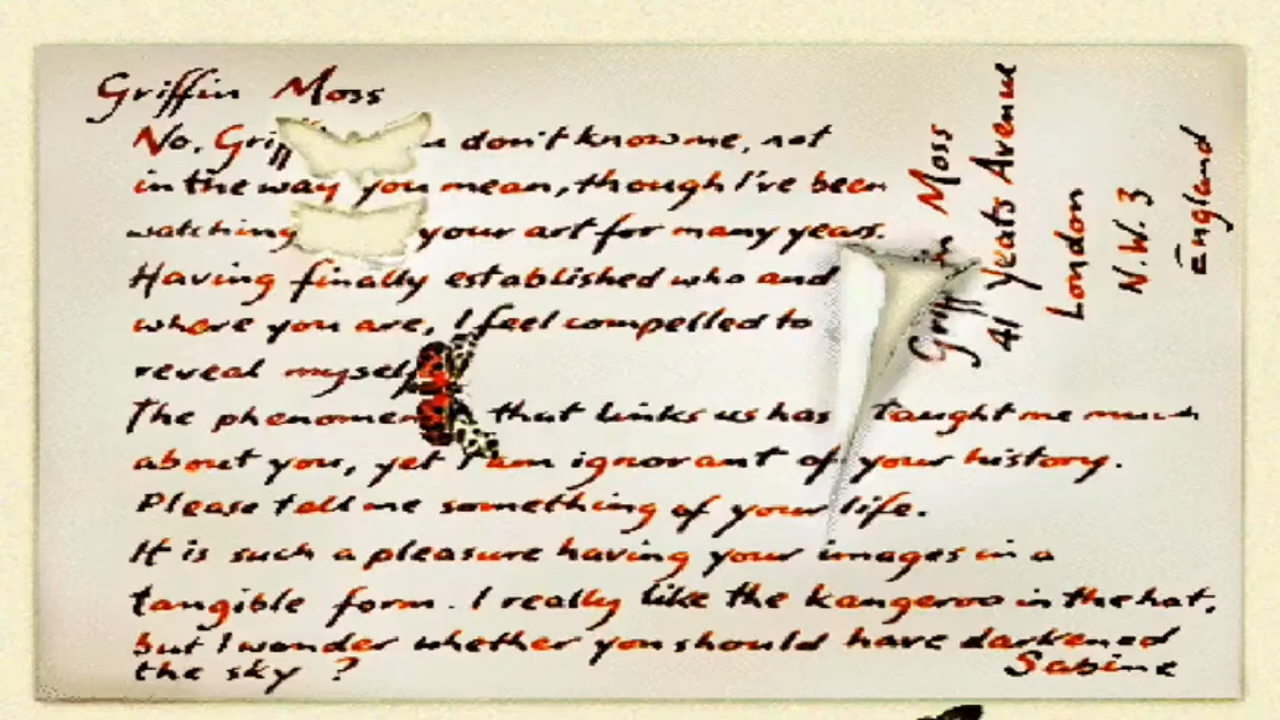 Griffin Moss
No, Griff don't know me, not
in the way you mean, though I've been
watching your art for many years.
Having finally established who and
where you are, I feel compelled to
reveal myself
The phenomen that links us has taught me much
about you, yet I am ignorant of your history.
Please tell me something of your life.
It is such a pleasure having your images in a
tangible form. I really like the kangeroo in the hat,
but I wonder whether you should have darkened
the sky?
Sabine
Griffin Moss
41 Yeats Avenue
London
N.W. 3
England